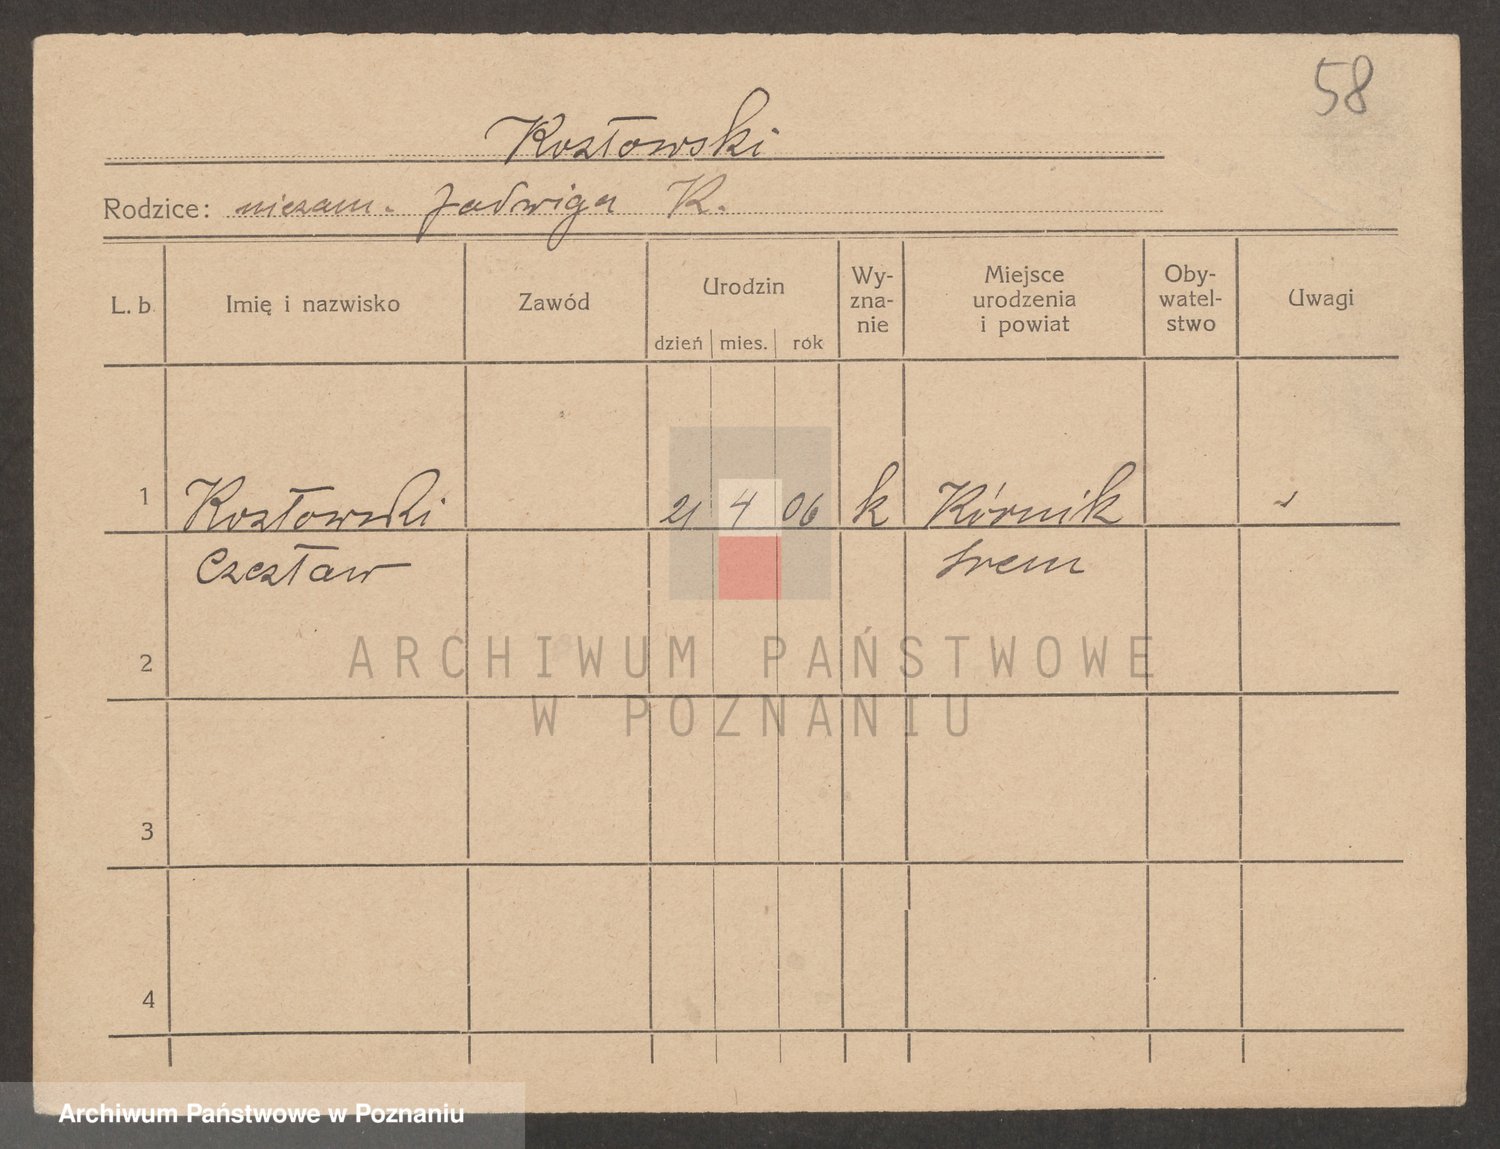 58
Kozłowski
Rodzice: niezam. Jadwiga K.
L. b. Imię i nazwisko Zawód Urodzin dzień mies. rok Wy-zna-nie Miejsce urodzenia i powiat Oby-watel-stwo Uwagi
1 Kozłowski 21 4 06 k Kórnik
Czesław Śrem
2
ARCHIWUM PAŃSTWOWE
W POZNANIU
3
4
Archiwum Państwowe w Poznaniu